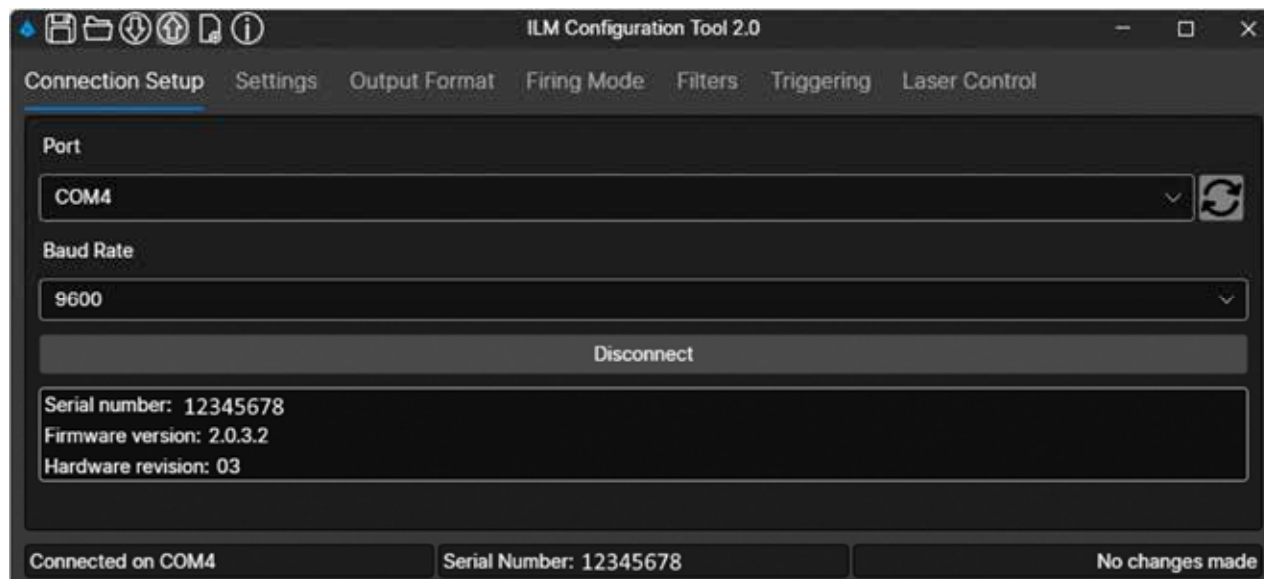 ILM Configuration Tool 2.0
Connection Setup Settings Output Format Firing Mode Filters Triggering Laser Control
Port
COM4
Baud Rate
9600
Disconnect
Serial number: 12345678
Firmware version: 2.0.3.2
Hardware revision: 03
Connected on COM4 Serial Number: 12345678 No changes made